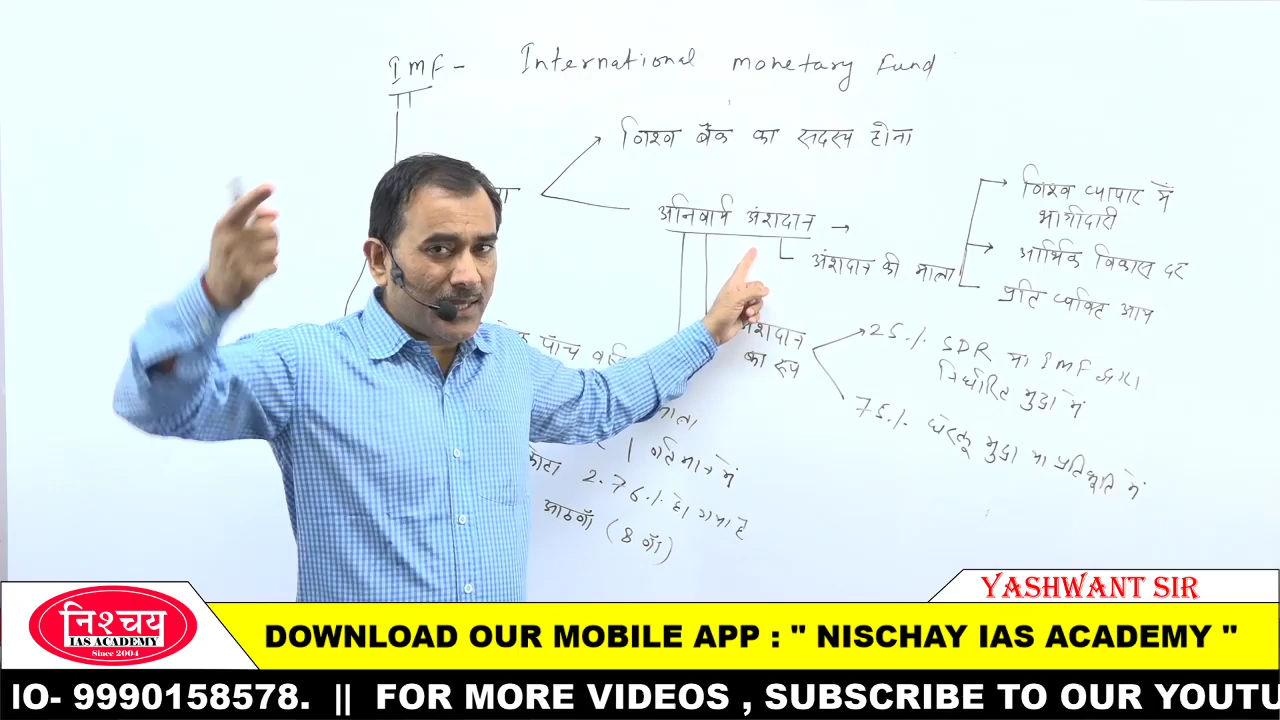 IMF - International monetary Fund
विश्व बैंक का सदस्य होना
अनिवार्य अंशदान →
विश्व व्यापार में
भागीदारी
अंशदान की मात्रा
आर्थिक विकास दर
प्रति व्यक्ति आय
पाँच
अंशदान
का रूप
25% SDR या IMF द्वारा
निर्धारित मुद्रा में
75% घरेलू मुद्रा या प्रतिभूति में
वर्तमान में
कोटा 2.76% हो गया है
आठवाँ (8 वाँ)
YASHWANT SIR
निश्चय
IAS ACADEMY
Since 2004
DOWNLOAD OUR MOBILE APP : " NISCHAY IAS ACADEMY "
IO- 9990158578. || FOR MORE VIDEOS , SUBSCRIBE TO OUR YOUTU